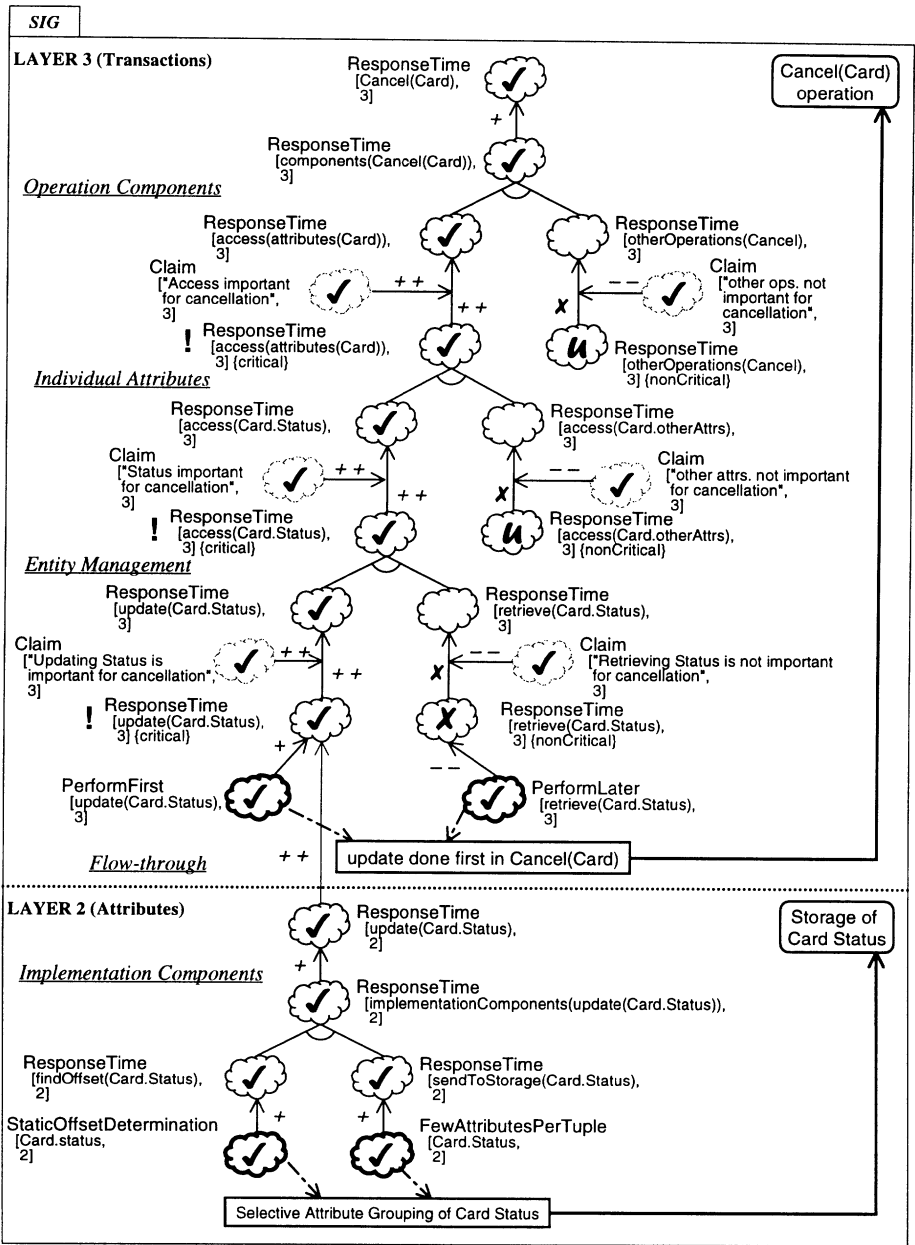 SIG
LAYER 3 (Transactions)
ResponseTime
[Cancel(Card),
3]
Cancel(Card)
operation
+
ResponseTime
[components(Cancel(Card)),
3]
Operation Components
ResponseTime
[access(attributes(Card)),
3]
ResponseTime
[otherOperations(Cancel),
3]
Claim
["Access important
for cancellation",
3]
++
--
Claim
["other ops. not
important for
cancellation",
3]
++
x
! ResponseTime
[access(attributes(Card)),
3] {critical}
u
ResponseTime
[otherOperations(Cancel),
3] {nonCritical}
Individual Attributes
ResponseTime
[access(Card.Status),
3]
ResponseTime
[access(Card.otherAttrs),
3]
Claim
["Status important
for cancellation",
3]
++
--
Claim
["other attrs. not important
for cancellation",
3]
++
x
! ResponseTime
[access(Card.Status),
3] {critical}
u
ResponseTime
[access(Card.otherAttrs),
3] {nonCritical}
Entity Management
ResponseTime
[update(Card.Status),
3]
ResponseTime
[retrieve(Card.Status),
3]
Claim
["Updating Status is
important for cancellation",
3]
++
--
Claim
["Retrieving Status is not important
for cancellation",
3]
++
x
! ResponseTime
[update(Card.Status),
3] {critical}
x
ResponseTime
[retrieve(Card.Status),
3] {nonCritical}
+
--
PerformFirst
[update(Card.Status),
3]
PerformLater
[retrieve(Card.Status),
3]
update done first in Cancel(Card)
Flow-through
++
LAYER 2 (Attributes)
ResponseTime
[update(Card.Status),
2]
Storage of
Card Status
Implementation Components
+
ResponseTime
[implementationComponents(update(Card.Status)),
2]
ResponseTime
[findOffset(Card.Status),
2]
ResponseTime
[sendToStorage(Card.Status),
2]
+
+
StaticOffsetDetermination
[Card.status,
2]
FewAttributesPerTuple
[Card.Status,
2]
Selective Attribute Grouping of Card Status